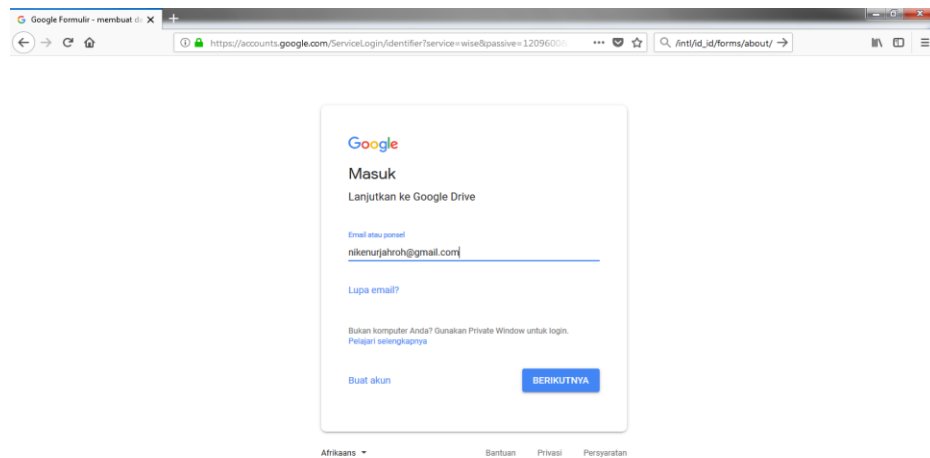 Google Formulir - membuat da
https://accounts.google.com/ServiceLogin/identifier?service=wise&passive=1209600&
/intl/id_id/forms/about/
Google
Masuk
Lanjutkan ke Google Drive
Email atau ponsel
nikenurjahroh@gmail.com
Lupa email?
Bukan komputer Anda? Gunakan Private Window untuk login.
Pelajari selengkapnya
Buat akun
BERIKUTNYA
Afrikaans
Bantuan
Privasi
Persyaratan